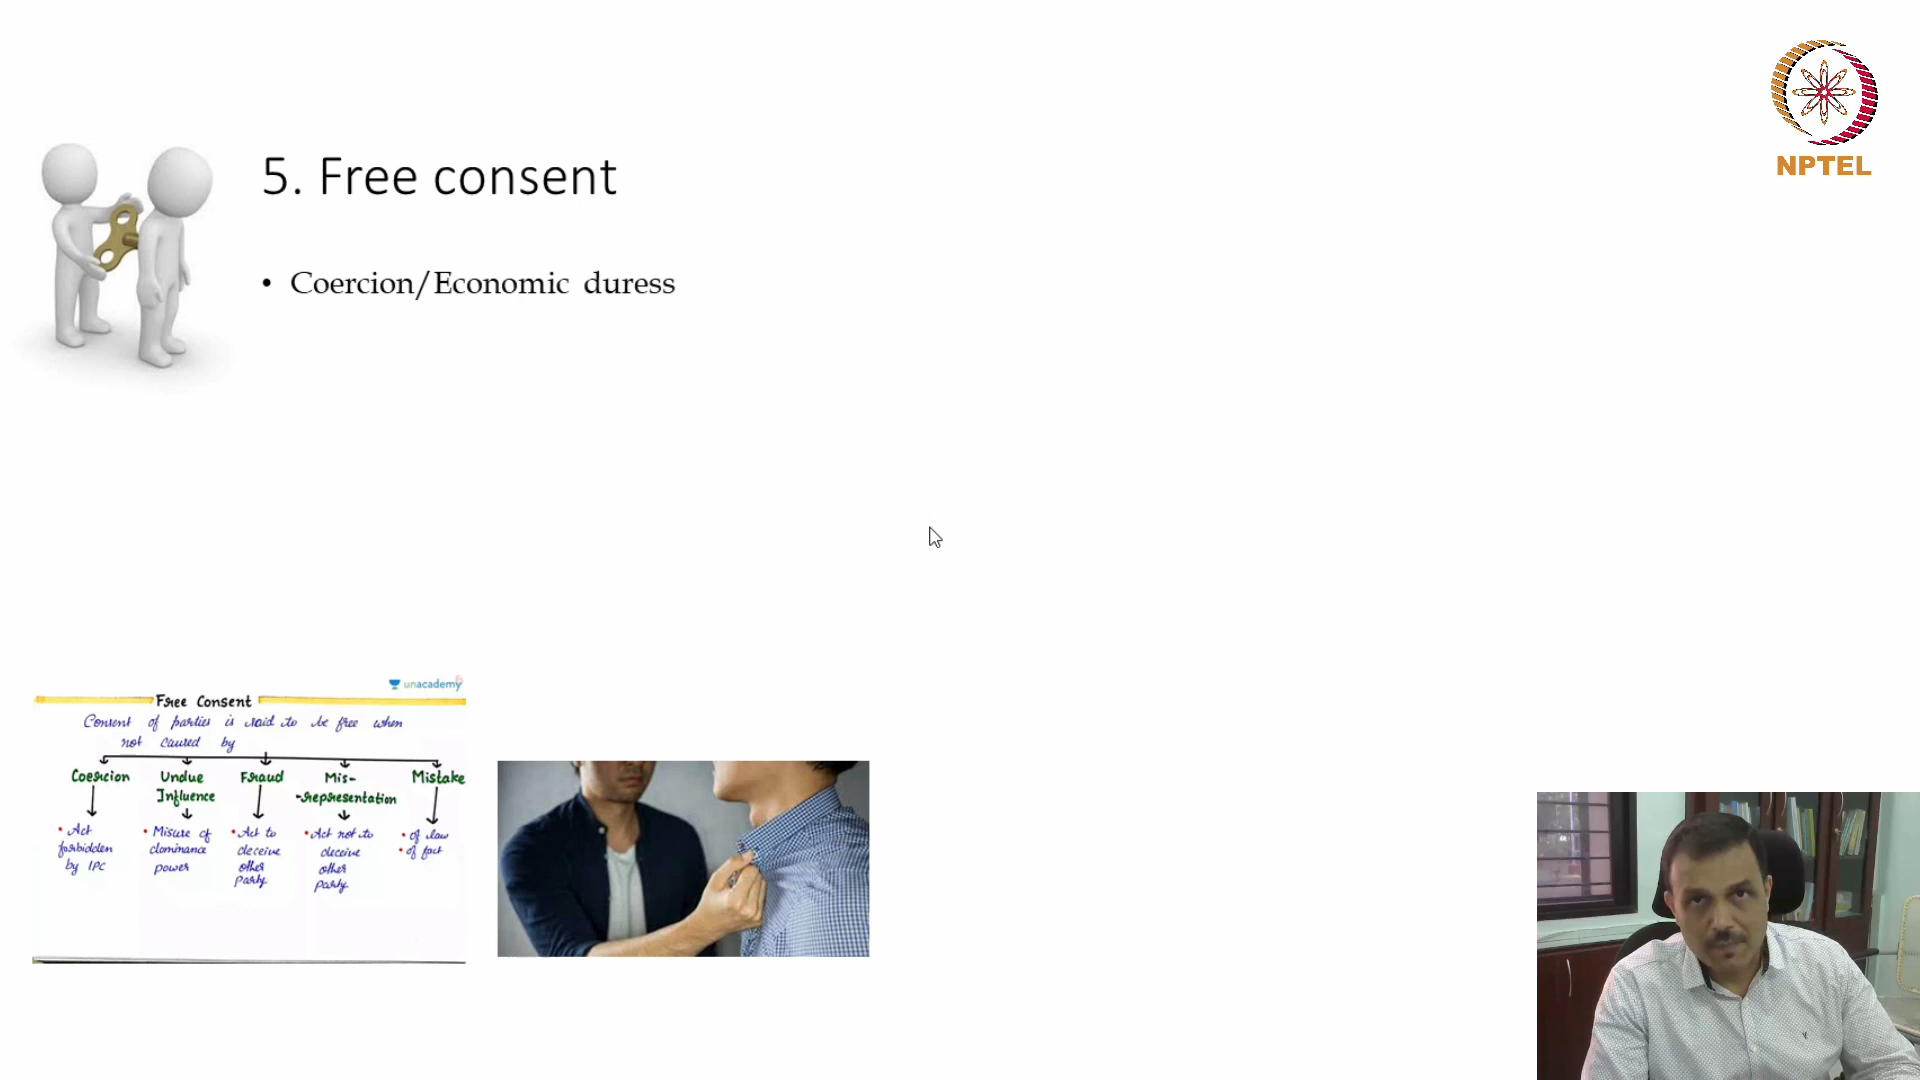 NPTEL
5. Free consent
• Coercion/Economic duress
unacademy
Free Consent
Consent of parties is said to be free when
not caused by
Coercion
Undue
Influence
Fraud
Mis-
-representation
Mistake
• Act
forbidden
by IPC
• Misuse of
dominance
power
• Act to
deceive
other
Party
• Act not to
deceive
other
party
• of law
• of fact